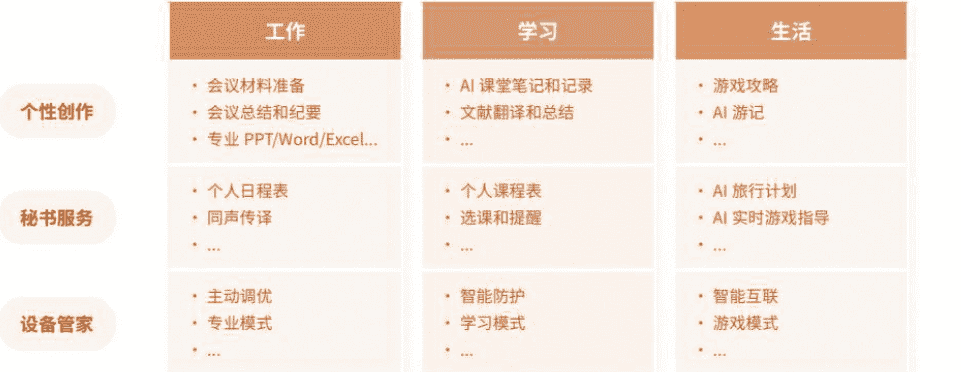 工作
学习
生活
个性创作
• 会议材料准备
• 会议总结和纪要
• 专业 PPT/Word/Excel...
• AI 课堂笔记和记录
• 文献翻译和总结
• ...
• 游戏攻略
• AI 游记
• ...
秘书服务
• 个人日程表
• 同声传译
• ...
• 个人课程表
• 选课和提醒
• ...
• AI 旅行计划
• AI 实时游戏指导
• ...
设备管家
• 主动调优
• 专业模式
• ...
• 智能防护
• 学习模式
• ...
• 智能互联
• 游戏模式
• ...